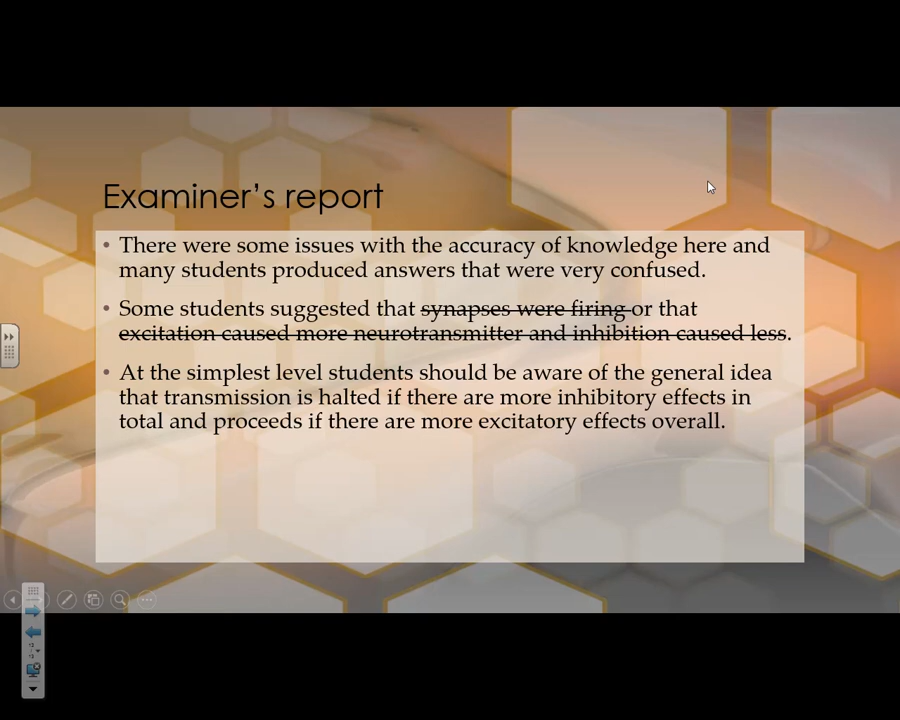 Examiner's report
• There were some issues with the accuracy of knowledge here and
many students produced answers that were very confused.
• Some students suggested that synapses were firing or that
excitation caused more neurotransmitter and inhibition caused less.
• At the simplest level students should be aware of the general idea
that transmission is halted if there are more inhibitory effects in
total and proceeds if there are more excitatory effects overall.